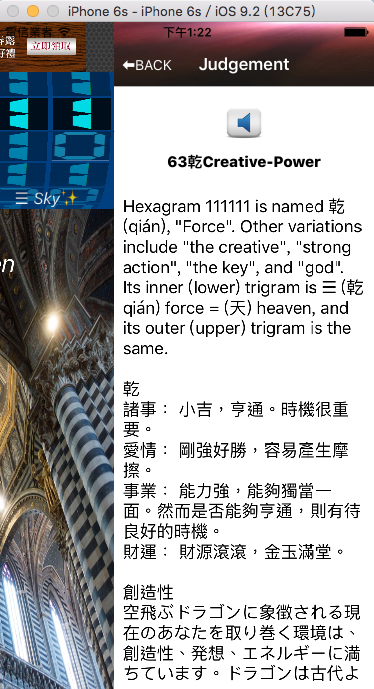 iPhone 6s - iPhone 6s / iOS 9.2 (13C75)
下午1:22
立即領取
好禮
BACK
Judgement
63乾Creative-Power
☰ Sky✨
en
Hexagram 111111 is named 乾
(qián), "Force". Other variations
include "the creative", "strong
action", "the key", and "god".
Its inner (lower) trigram is ☰ (乾
qián) force = (天) heaven, and
its outer (upper) trigram is the
same.
乾
諸事： 小吉，亨通。時機很重
要。
愛情： 剛強好勝，容易產生摩
擦。
事業： 能力強，能夠獨當一
面。然而是否能夠亨通，則有待
良好的時機。
財運： 財源滾滾，金玉滿堂。
創造性
空飛ぶドラゴンに象徴される現
在のあなたを取り巻く環境は、
創造性、発想、エネルギーに満
ちています。ドラゴンは古代よ